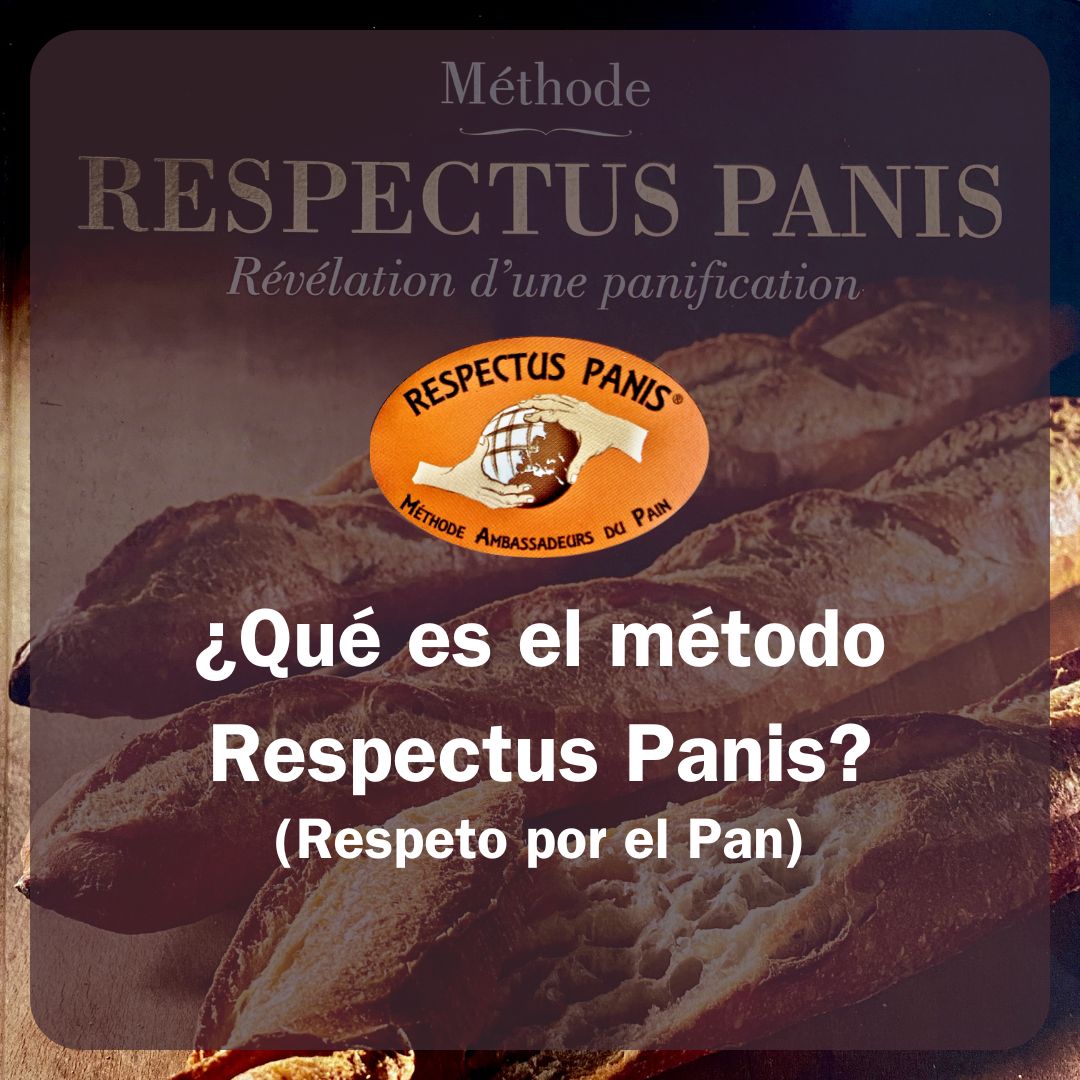 Méthode
RESPECTUS PANIS
Révélation d'une panification
RESPECTUS PANIS®
MÉTHODE AMBASSADEURS DU PAIN
¿Qué es el método
Respectus Panis?
(Respeto por el Pan)